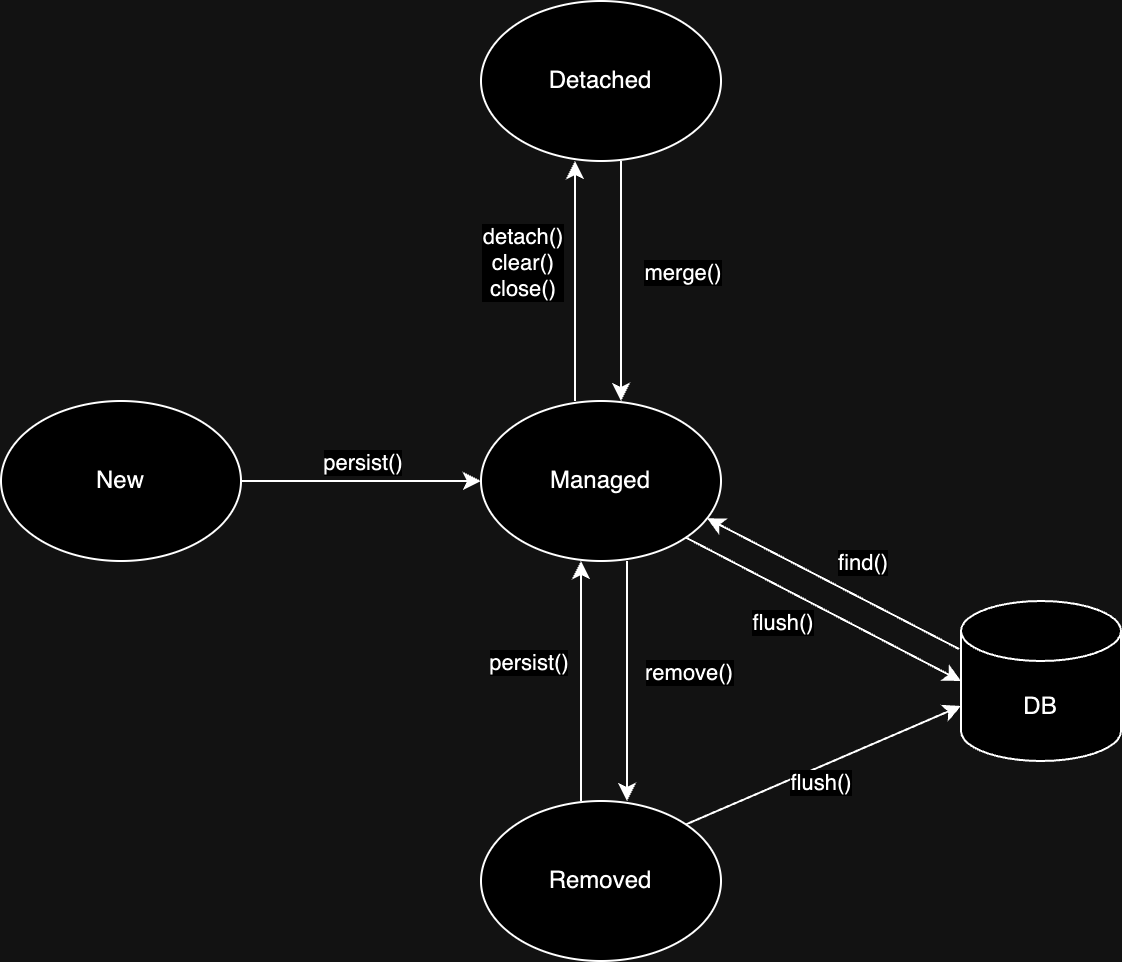 Detached
detach()
clear()
close()
merge()
New
persist()
Managed
find()
flush()
persist()
remove()
DB
flush()
Removed